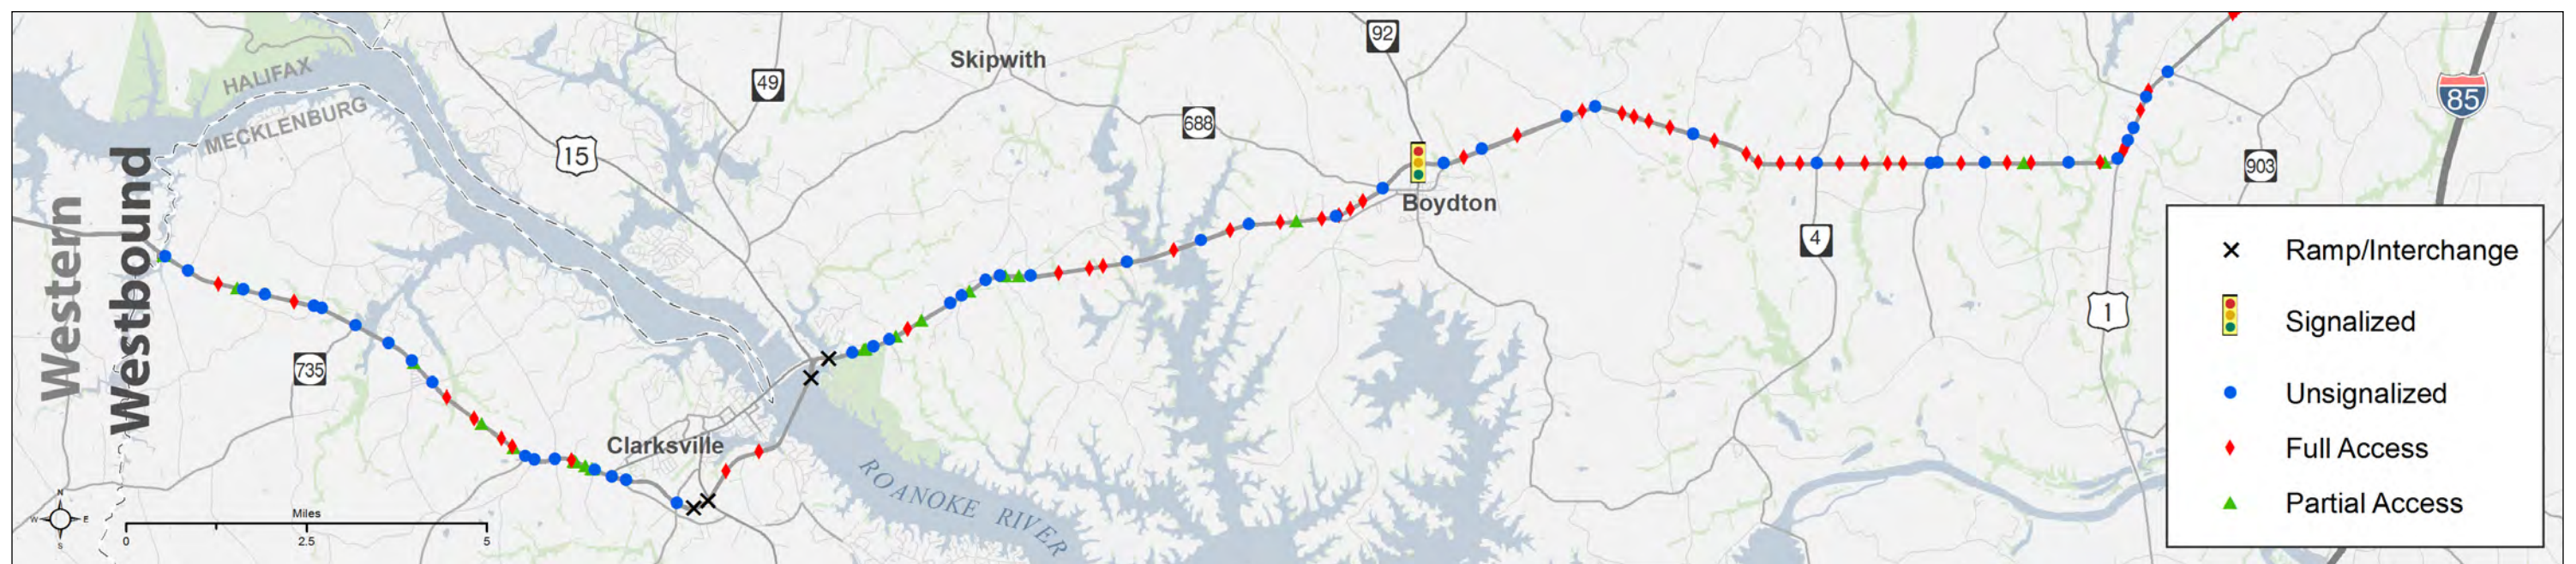 Western
Westbound
HALIFAX
MECKLENBURG
15
49
Skipwith
688
92
85
903
Boydton
4
1
735
Clarksville
ROANOKE RIVER
N
W
E
S
Miles
0
2.5
5
Ramp/Interchange
Signalized
Unsignalized
Full Access
Partial Access